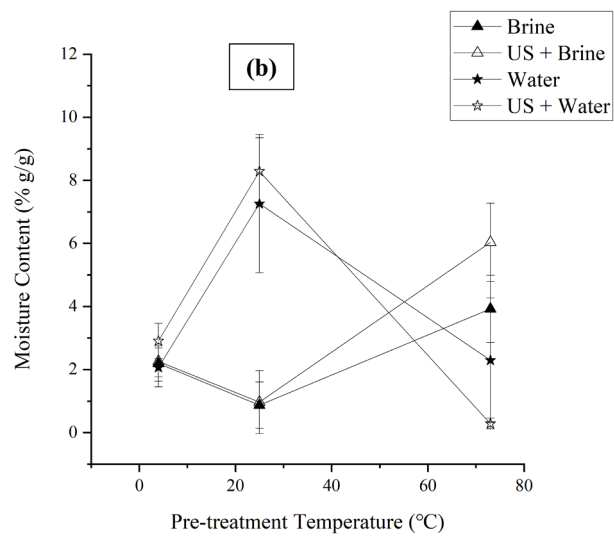 Brine
US + Brine
Water
US + Water
(b)
12
10
8
6
4
2
0
Moisture Content (% g/g)
0 20 40 60 80
Pre-treatment Temperature (℃)